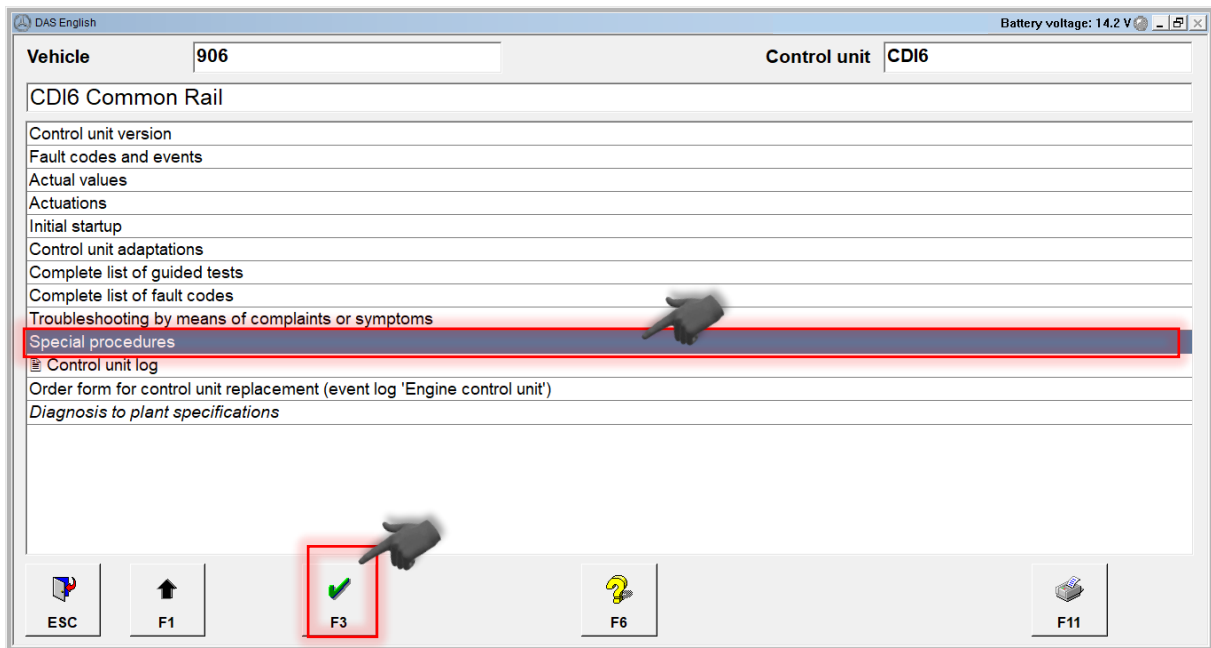 DAS English
Battery voltage: 14.2 V
Vehicle 906 Control unit CDI6
CDI6 Common Rail
Control unit version
Fault codes and events
Actual values
Actuations
Initial startup
Control unit adaptations
Complete list of guided tests
Complete list of fault codes
Troubleshooting by means of complaints or symptoms
Special procedures
Control unit log
Order form for control unit replacement (event log 'Engine control unit')
Diagnosis to plant specifications
ESC F1 F3 F6 F11